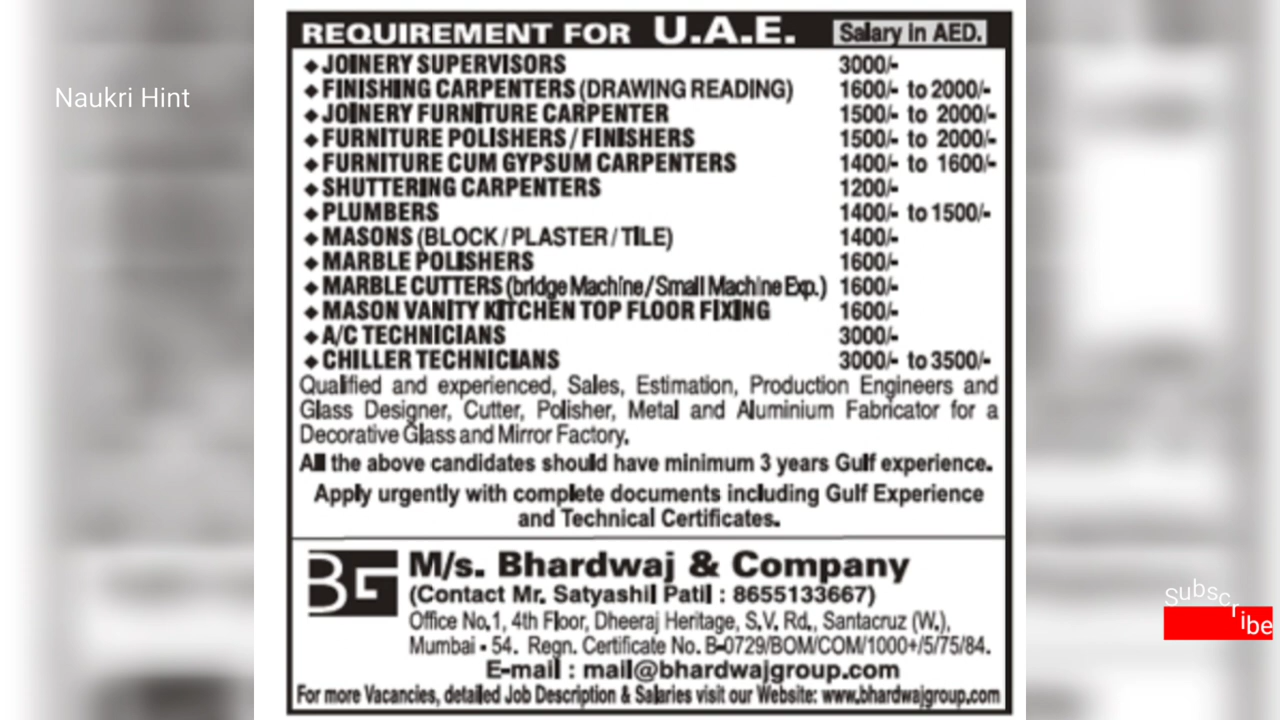 Naukri Hint
REQUIREMENT FOR U.A.E. Salary in AED.
◆ JOINERY SUPERVISORS 3000/-
◆ FINISHING CARPENTERS (DRAWING READING) 1600/- to 2000/-
◆ JOINERY FURNITURE CARPENTER 1500/- to 2000/-
◆ FURNITURE POLISHERS / FINISHERS 1500/- to 2000/-
◆ FURNITURE CUM GYPSUM CARPENTERS 1400/- to 1600/-
◆ SHUTTERING CARPENTERS 1200/-
◆ PLUMBERS 1400/- to 1500/-
◆ MASONS (BLOCK / PLASTER / TILE) 1400/-
◆ MARBLE POLISHERS 1600/-
◆ MARBLE CUTTERS (bridge Machine / Small Machine Exp.) 1600/-
◆ MASON VANITY KITCHEN TOP FLOOR FIXING 1600/-
◆ A/C TECHNICIANS 3000/-
◆ CHILLER TECHNICIANS 3000/- to 3500/-
Qualified and experienced, Sales, Estimation, Production Engineers and
Glass Designer, Cutter, Polisher, Metal and Aluminium Fabricator for a
Decorative Glass and Mirror Factory.
All the above candidates should have minimum 3 years Gulf experience.
Apply urgently with complete documents including Gulf Experience
and Technical Certificates.
BG M/s. Bhardwaj & Company
(Contact Mr. Satyashil Patil : 8655133667)
Office No.1, 4th Floor, Dheeraj Heritage, S.V. Rd., Santacruz (W.),
Mumbai - 54. Regn. Certificate No. B-0729/BOM/COM/1000+/5/75/84.
E-mail : mail@bhardwajgroup.com
For more Vacancies, detailed Job Description & Salaries visit our Website: www.bhardwajgroup.com
Subscribe